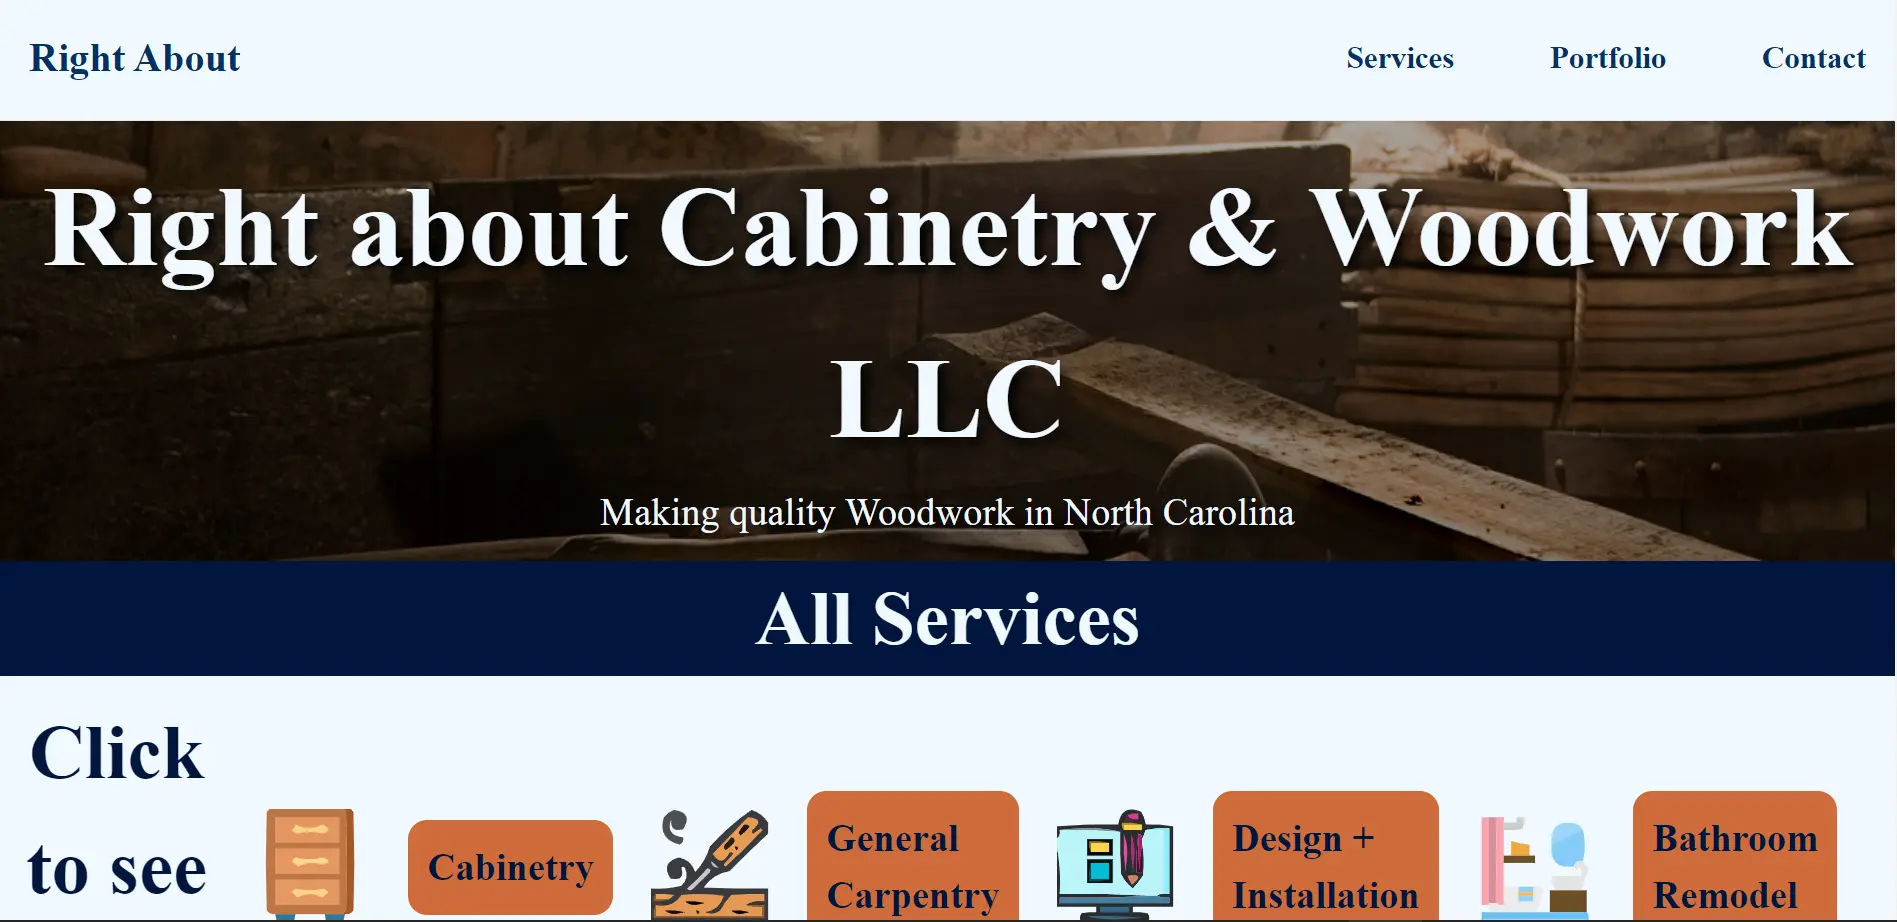 Right About
Services Portfolio Contact
Right about Cabinetry & Woodwork
LLC
Making quality Woodwork in North Carolina
All Services
Click
to see
Cabinetry
General
Carpentry
Design +
Installation
Bathroom
Remodel